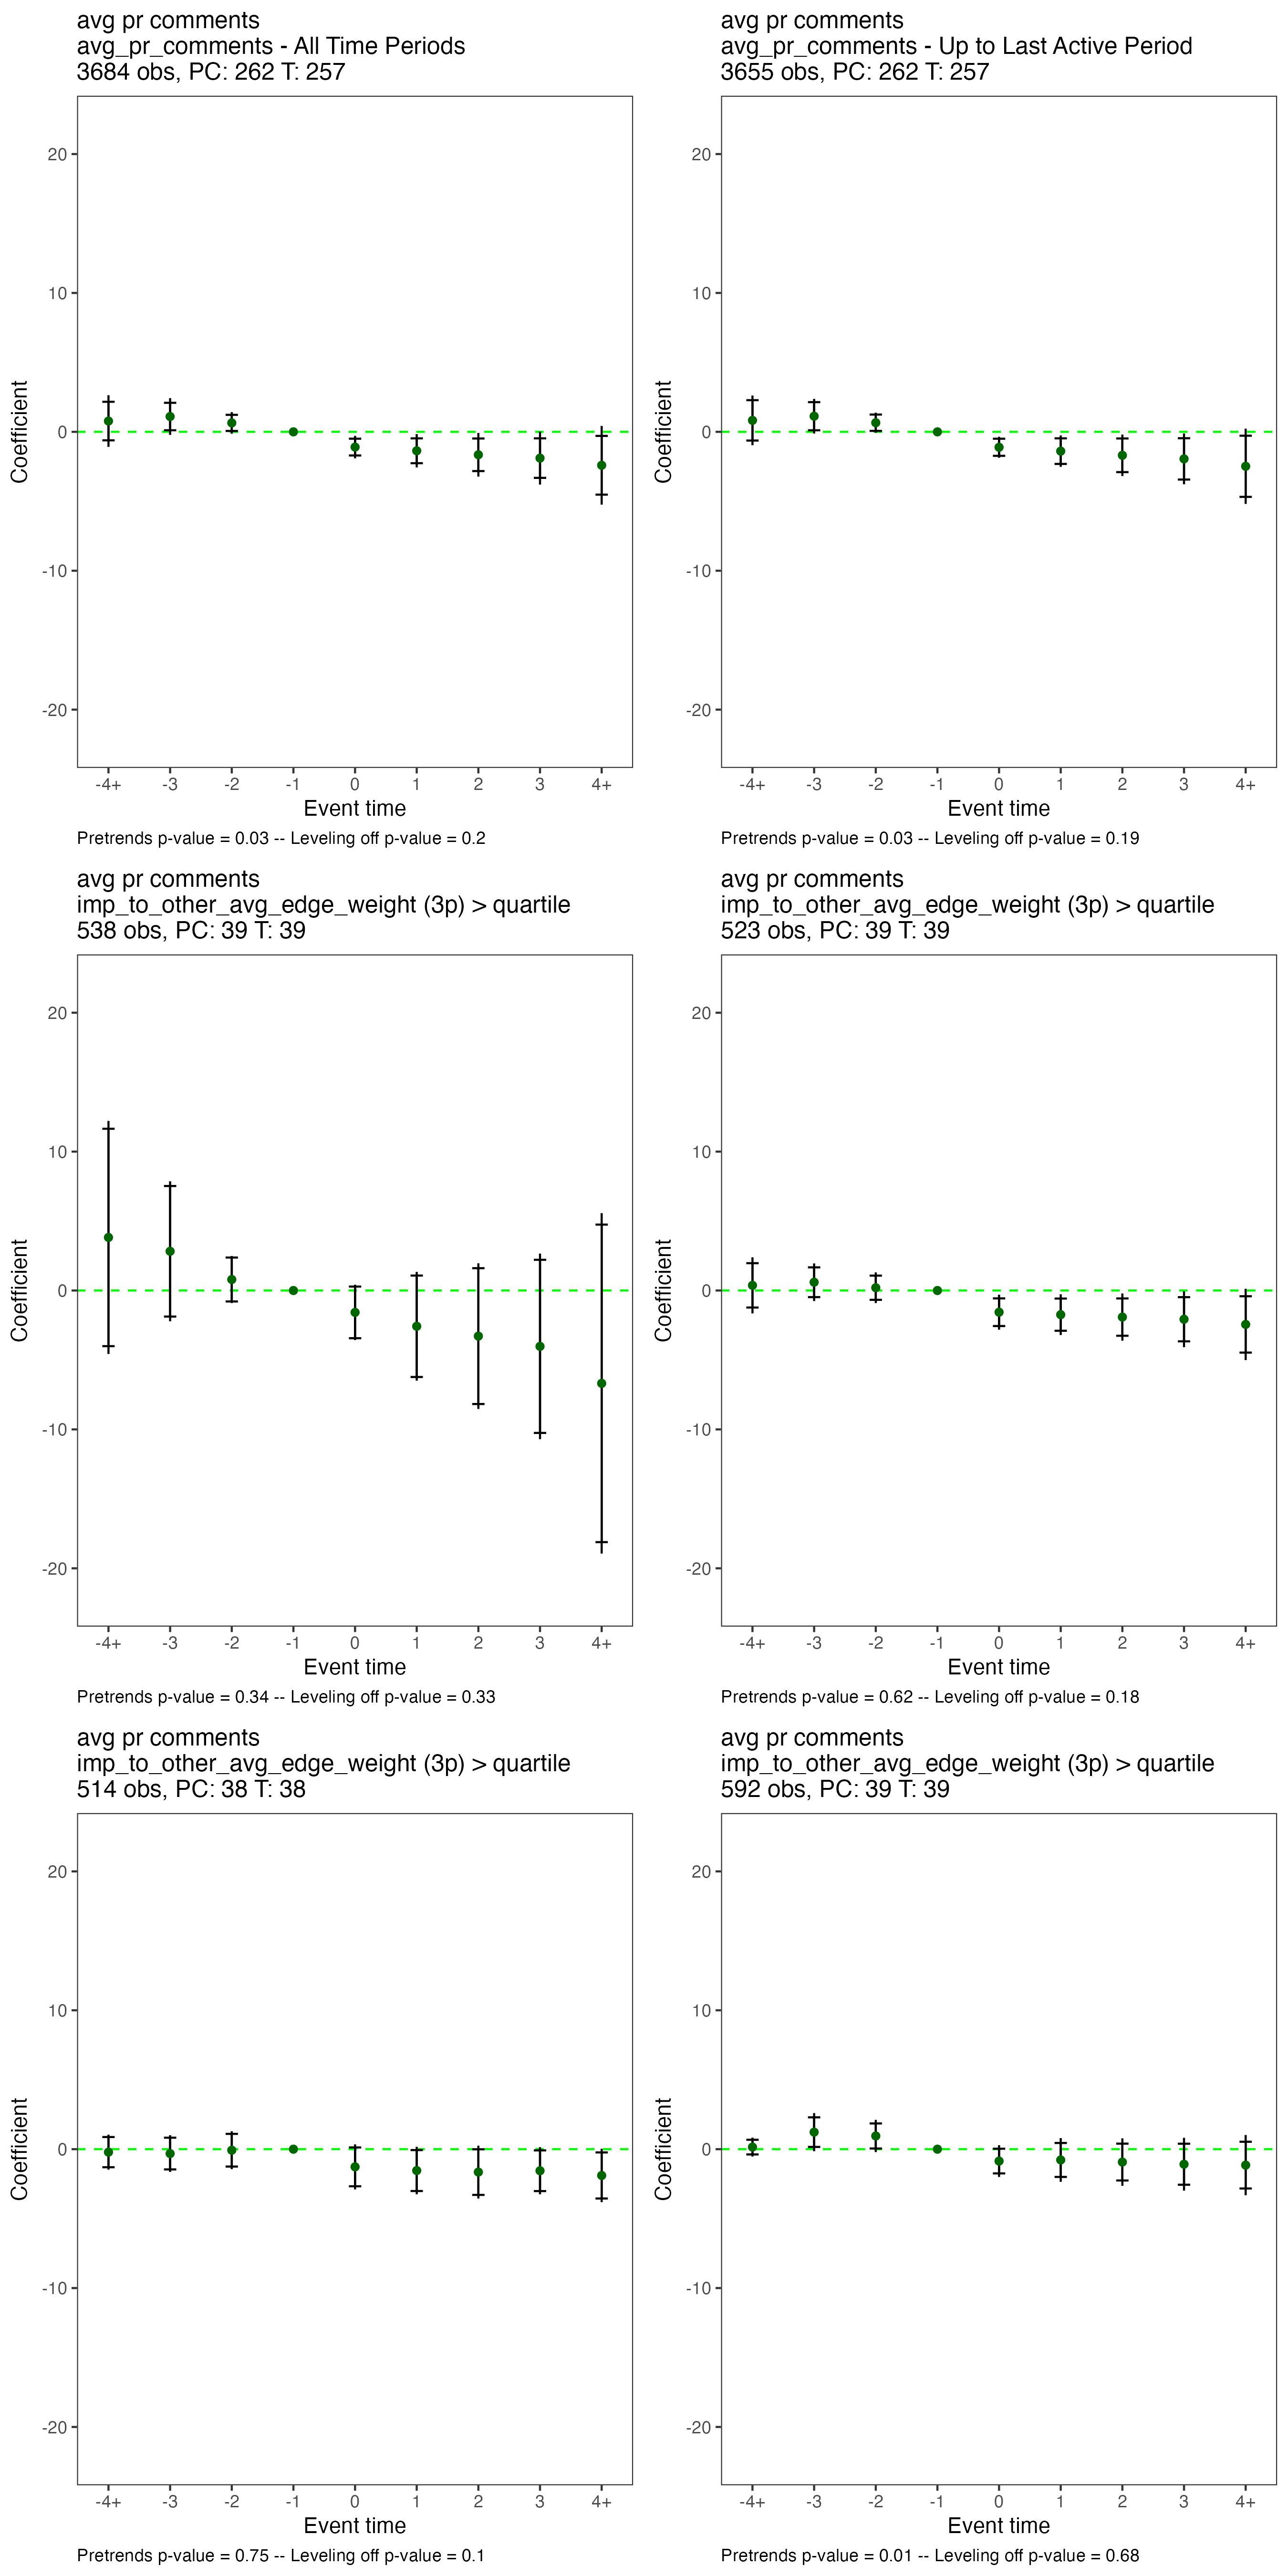 avg pr comments
avg_pr_comments - All Time Periods
3684 obs, PC: 262 T: 257
20
10
0
-10
-20
Coefficient
-4+ -3 -2 -1 0 1 2 3 4+
Event time
Pretrends p-value = 0.03 -- Leveling off p-value = 0.2
avg pr comments
avg_pr_comments - Up to Last Active Period
3655 obs, PC: 262 T: 257
20
10
0
-10
-20
Coefficient
-4+ -3 -2 -1 0 1 2 3 4+
Event time
Pretrends p-value = 0.03 -- Leveling off p-value = 0.19
avg pr comments
imp_to_other_avg_edge_weight (3p) > quartile
538 obs, PC: 39 T: 39
20
10
0
-10
-20
Coefficient
-4+ -3 -2 -1 0 1 2 3 4+
Event time
Pretrends p-value = 0.34 -- Leveling off p-value = 0.33
avg pr comments
imp_to_other_avg_edge_weight (3p) > quartile
523 obs, PC: 39 T: 39
20
10
0
-10
-20
Coefficient
-4+ -3 -2 -1 0 1 2 3 4+
Event time
Pretrends p-value = 0.62 -- Leveling off p-value = 0.18
avg pr comments
imp_to_other_avg_edge_weight (3p) > quartile
514 obs, PC: 38 T: 38
20
10
0
-10
-20
Coefficient
-4+ -3 -2 -1 0 1 2 3 4+
Event time
Pretrends p-value = 0.75 -- Leveling off p-value = 0.1
avg pr comments
imp_to_other_avg_edge_weight (3p) > quartile
592 obs, PC: 39 T: 39
20
10
0
-10
-20
Coefficient
-4+ -3 -2 -1 0 1 2 3 4+
Event time
Pretrends p-value = 0.01 -- Leveling off p-value = 0.68